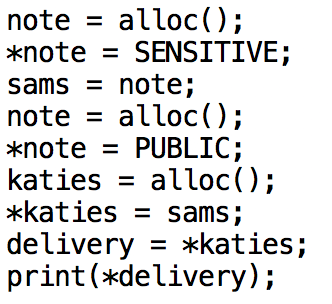 note = alloc();
*note = SENSITIVE;
sams = note;
note = alloc();
*note = PUBLIC;
katies = alloc();
*katies = sams;
delivery = *katies;
print(*delivery);